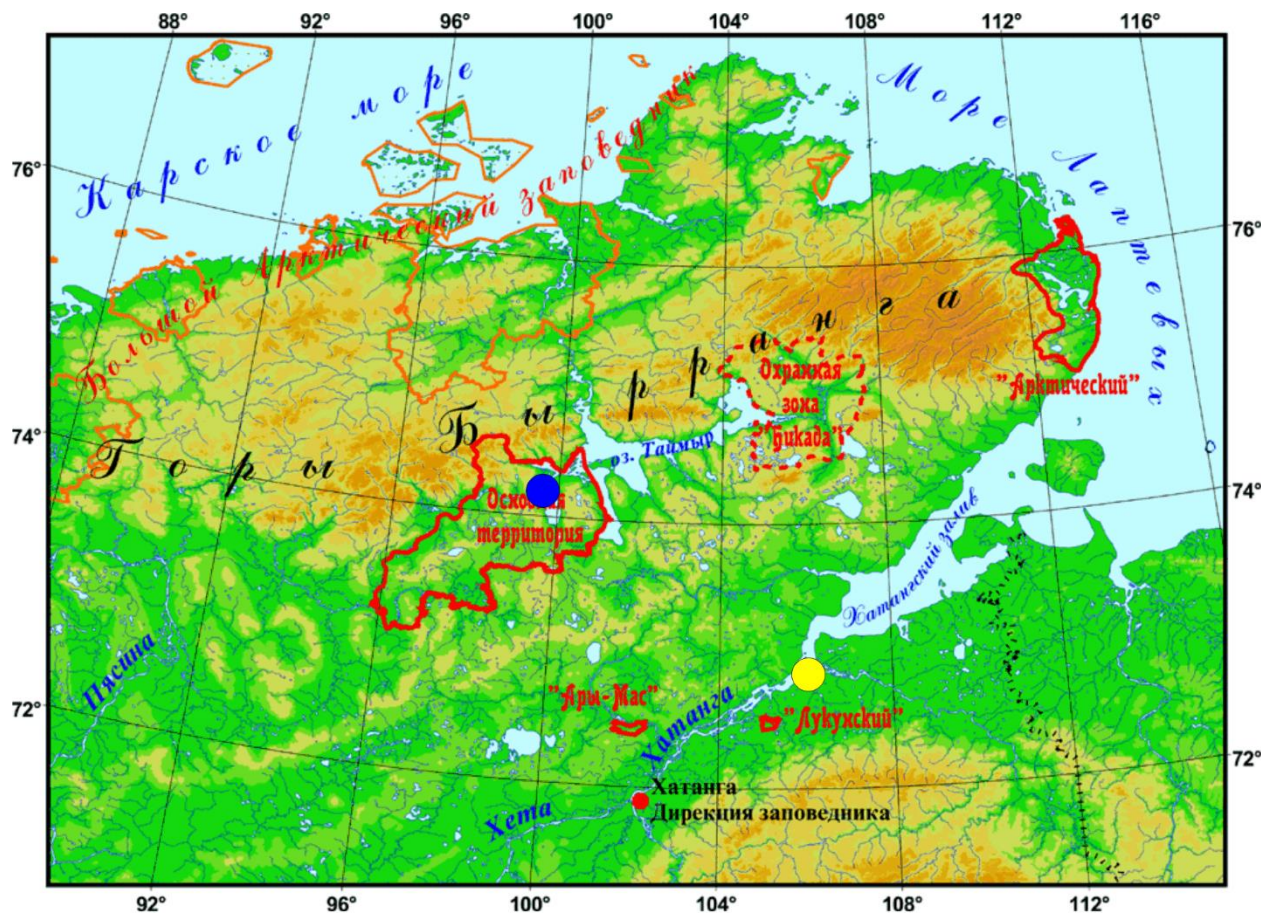 88° 92° 96° 100° 104° 108° 112° 116°
Карское море
Море Лаптевых
Большой Арктический заповедник
76°
76°
Горы Бырранга
Охранная
зона
"Бикада"
"Арктический"
74°
оз. Таймыр
74°
Основная
территория
Хатангский залив
Пясина
"Ары-Мас"
72°
Хатанга
"Лукунский"
72°
Хатанга
Дирекция заповедника
Хета
92° 96° 100° 104° 108° 112°